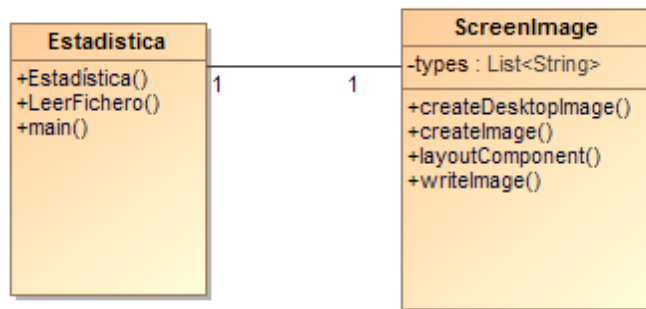 Estadistica
+Estadística()
+LeerFichero()
+main()
1
1
ScreenImage
-types : List<String>
+createDesktopImage()
+createImage()
+layoutComponent()
+writeImage()